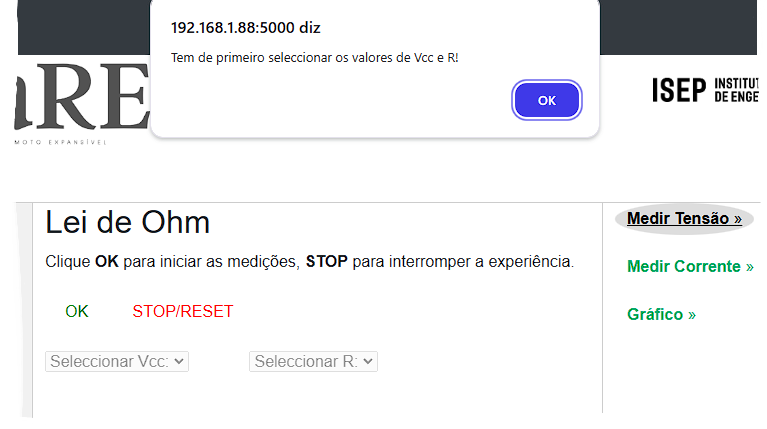 192.168.1.88:5000 diz
Tem de primeiro seleccionar os valores de Vcc e R!
OK
RE
MOTO EXPANSÍVEL
ISEP INSTITUT
DE ENGE
Lei de Ohm
Clique OK para iniciar as medições, STOP para interromper a experiência.
OK STOP/RESET
Seleccionar Vcc: Seleccionar R:
Medir Tensão »
Medir Corrente »
Gráfico »